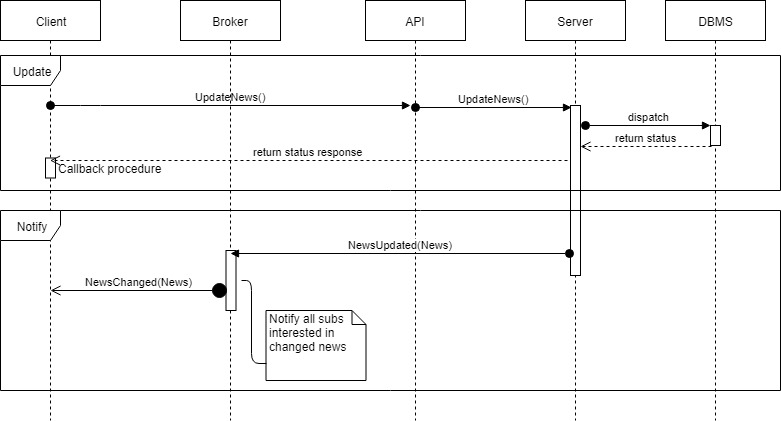 Client
Broker
API
Server
DBMS
Update
UpdateNews()
UpdateNews()
dispatch
return status
return status response
Callback procedure
Notify
NewsUpdated(News)
NewsChanged(News)
Notify all subs
interested in
changed news